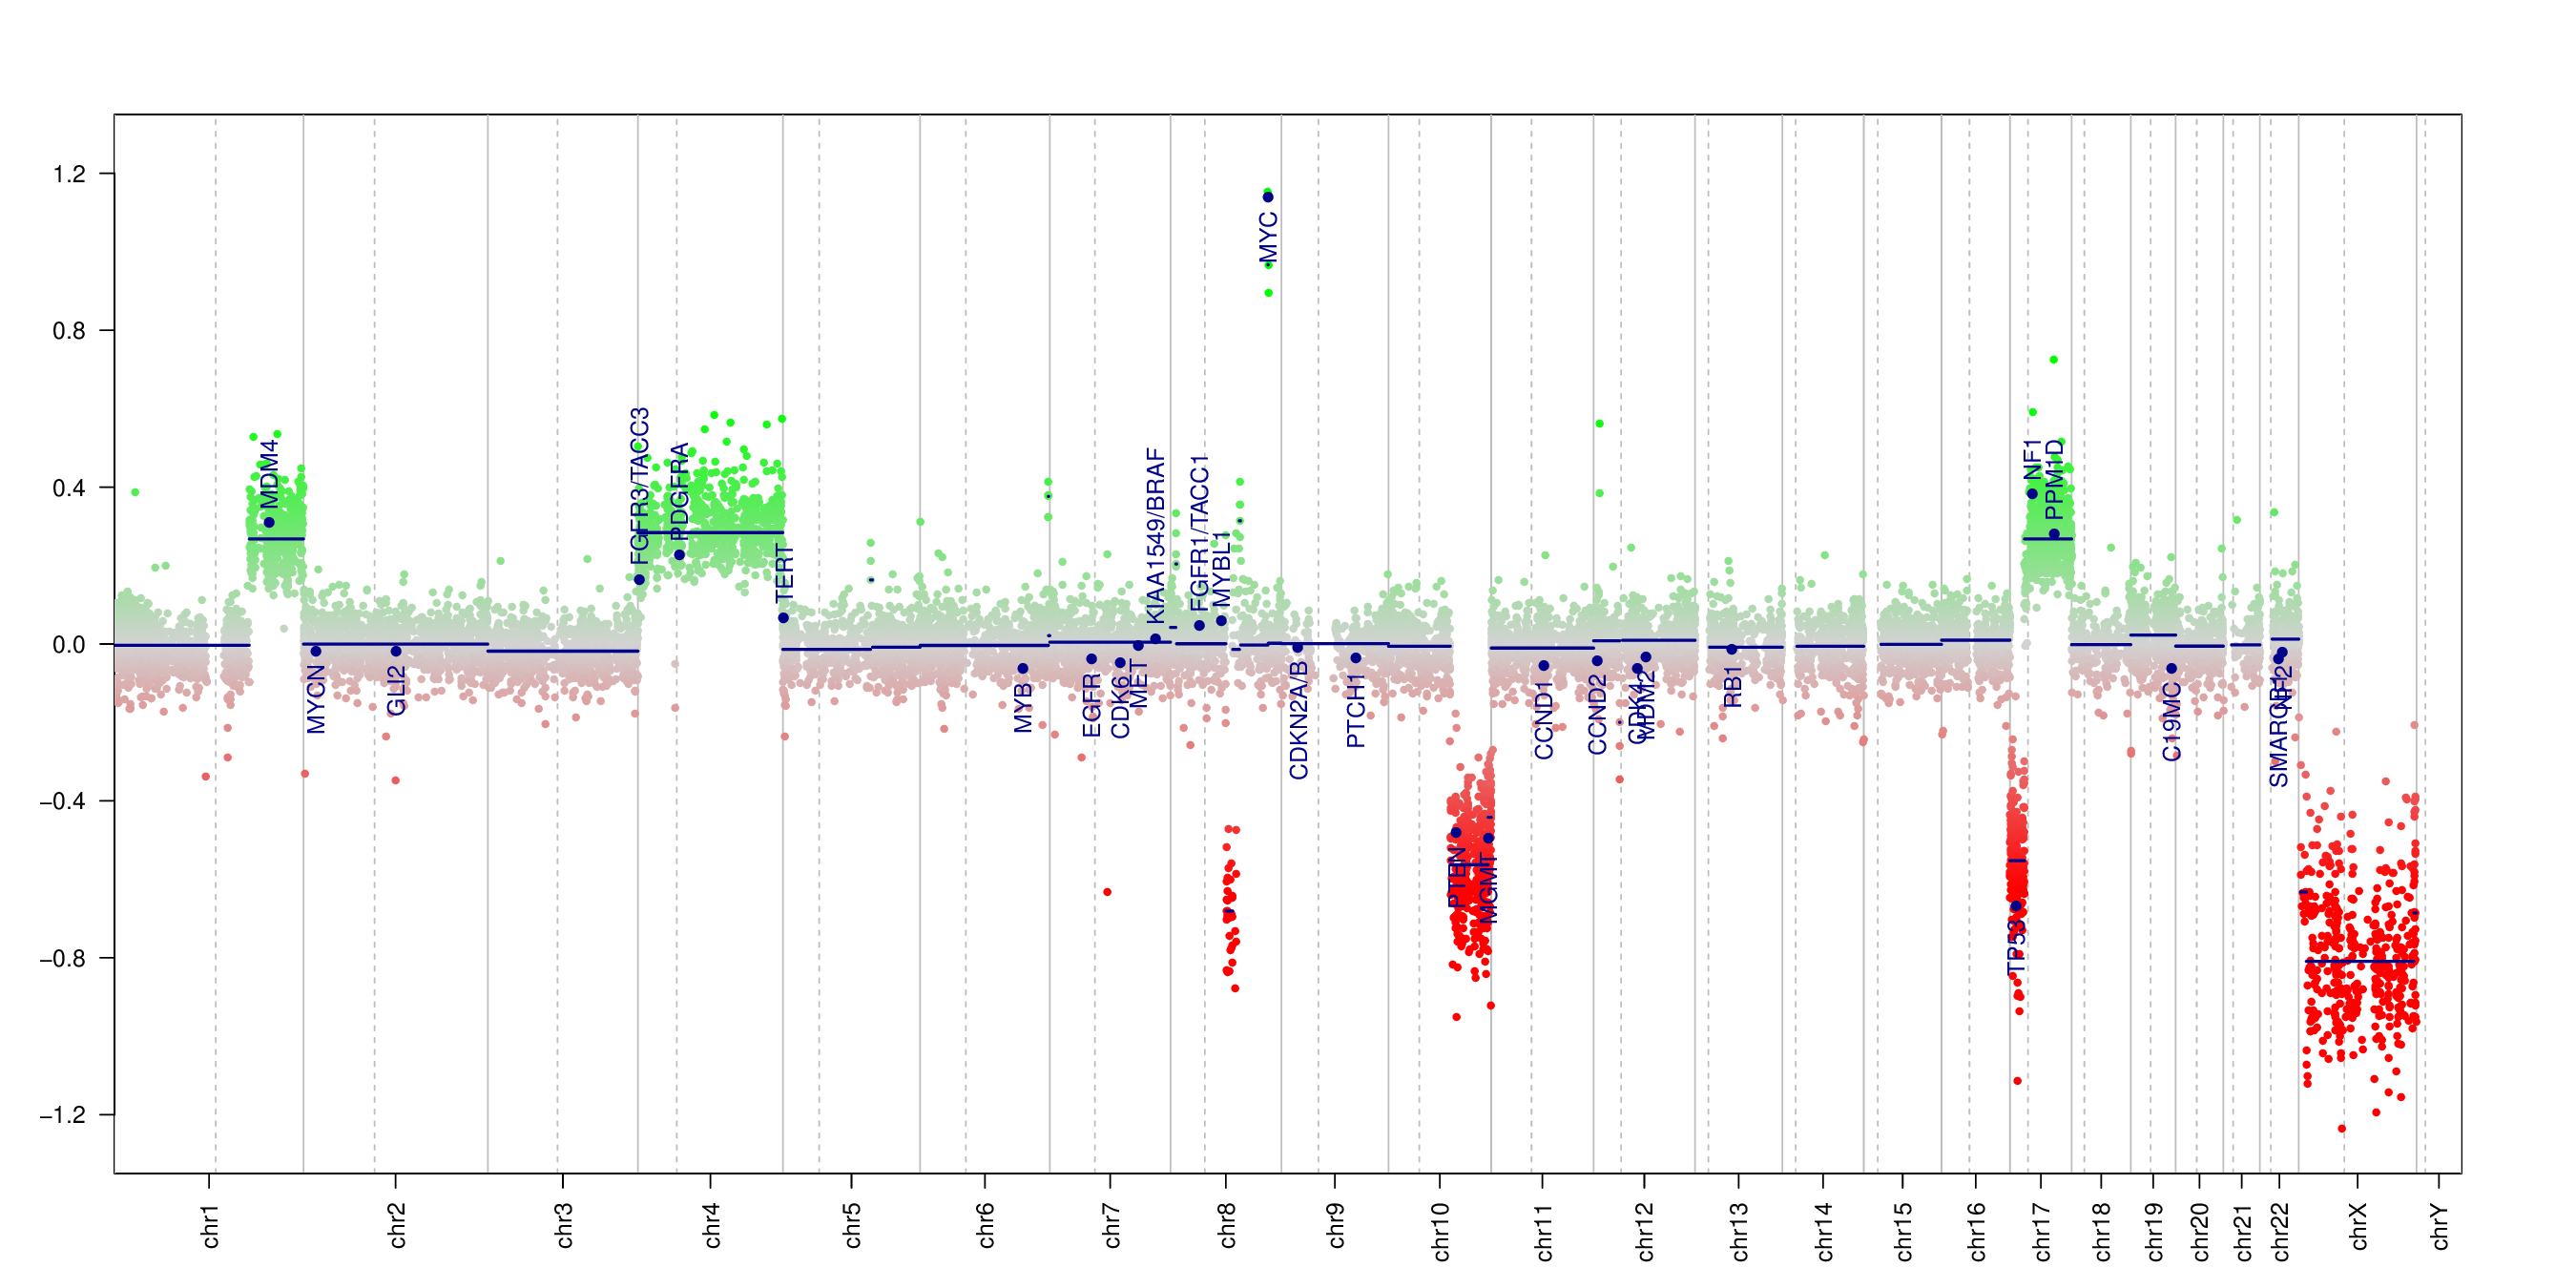 1.2
0.8
0.4
0.0
−0.4
−0.8
−1.2
MDM4
MYCN
GLI2
FGFR3/TACC3
PDGFRA
TERT
MYB
EGFR
CDK6
MET
KIAA1549/BRAF
FGFR1/TACC1
MYBL1
MYC
CDKN2A/B
PTCH1
PTEN
MGMT
CCND1
CCND2
CDK4
MDM2
RB1
TP53
NF1
PPM1D
C19MC
SMARCB1
NF2
chr1
chr2
chr3
chr4
chr5
chr6
chr7
chr8
chr9
chr10
chr11
chr12
chr13
chr14
chr15
chr16
chr17
chr18
chr19
chr20
chr21
chr22
chrX
chrY